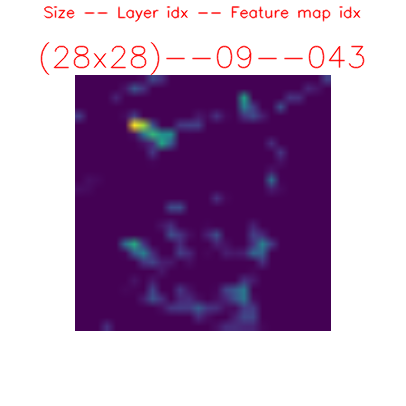 Size -- Layer idx -- Feature map idx
(28x28)--09--043